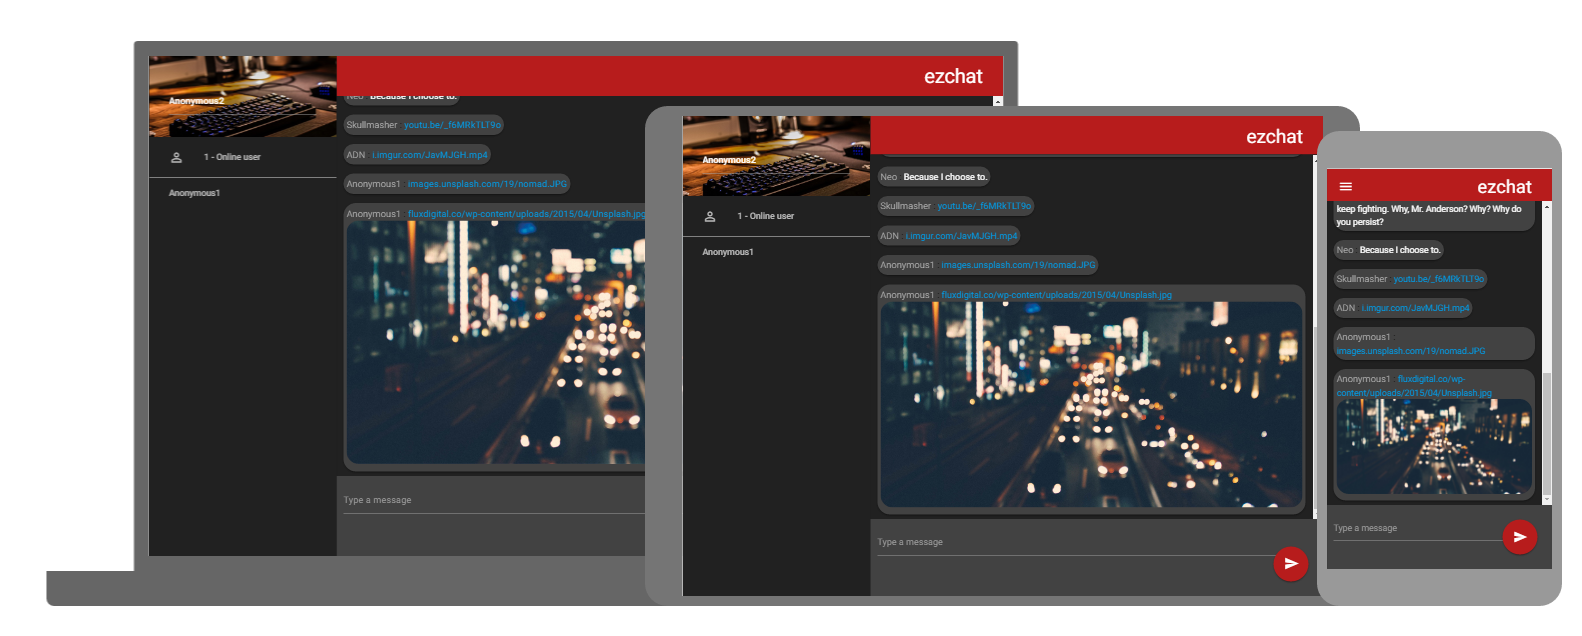 ezchat
Anonymous2
1 - Online user
Anonymous1
Neo Because I choose to.
Skullmasher youtu.be/_f6MRkTLT9o
ADN i.imgur.com/JavMJGH.mp4
Anonymous1 images.unsplash.com/19/nomad.JPG
Anonymous1 fluxdigital.co/wp-content/uploads/2015/04/Unsplash.jpg
Type a message
ezchat
Anonymous2
1 - Online user
Anonymous1
Neo Because I choose to.
Skullmasher youtu.be/_f6MRkTLT9o
ADN i.imgur.com/JavMJGH.mp4
Anonymous1 images.unsplash.com/19/nomad.JPG
Anonymous1 fluxdigital.co/wp-content/uploads/2015/04/Unsplash.jpg
Type a message
ezchat
keep fighting. Why, Mr. Anderson? Why? Why do
you persist?
Neo Because I choose to.
Skullmasher youtu.be/_f6MRkTLT9o
ADN i.imgur.com/JavMJGH.mp4
Anonymous1
images.unsplash.com/19/nomad.JPG
Anonymous1 fluxdigital.co/wp-
content/uploads/2015/04/Unsplash.jpg
Type a message